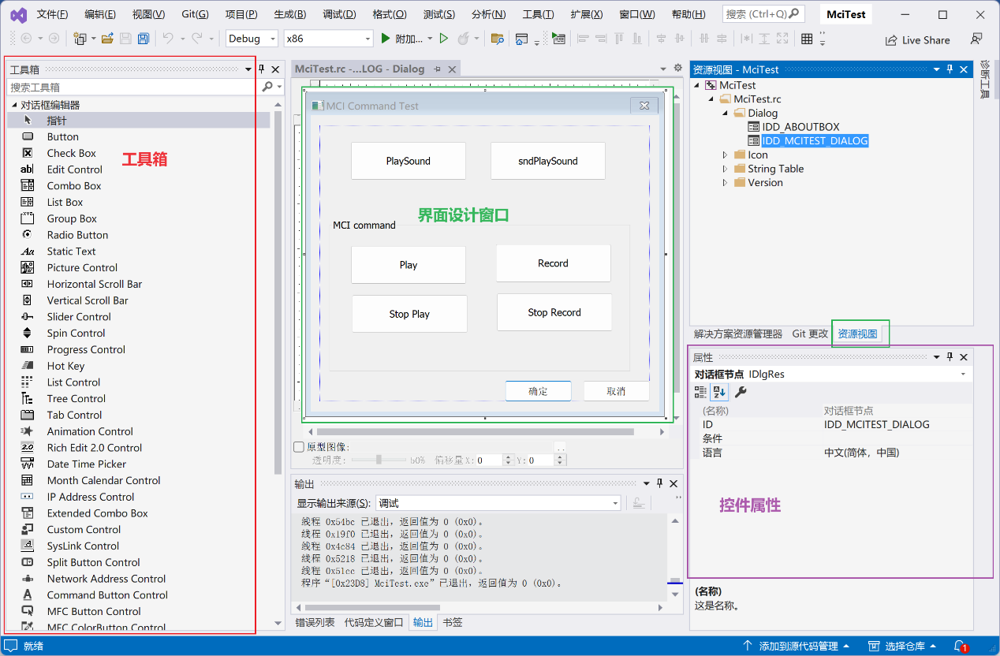 文件(F) 编辑(E) 视图(V) Git(G) 项目(P) 生成(B) 调试(D) 格式(O) 测试(S) 分析(N) 工具(T) 扩展(X) 窗口(W) 帮助(H) 搜索 (Ctrl+Q) MciTest
Debug x86 附加... Live Share
工具箱
搜索工具箱
对话框编辑器
指针
Button
Check Box
工具箱
Edit Control
Combo Box
List Box
Group Box
Radio Button
Static Text
Picture Control
Horizontal Scroll Bar
Vertical Scroll Bar
Slider Control
Spin Control
Progress Control
Hot Key
List Control
Tree Control
Tab Control
Animation Control
Rich Edit 2.0 Control
Date Time Picker
Month Calendar Control
IP Address Control
Extended Combo Box
Custom Control
SysLink Control
Split Button Control
Network Address Control
Command Button Control
MFC Button Control
MFC ColorButton Control
MciTest.rc -...LOG - Dialog
MCI Command Test
PlaySound sndPlaySound
界面设计窗口
MCI command
Play Record
Stop Play Stop Record
确定 取消
原型图像: ..
透明度: 50% 偏移量 X: 0 Y: 0
输出
显示输出来源(S): 调试
线程 0x54bc 已退出，返回值为 0 (0x0)。
线程 0x19f0 已退出，返回值为 0 (0x0)。
线程 0x4c84 已退出，返回值为 0 (0x0)。
线程 0x5218 已退出，返回值为 0 (0x0)。
线程 0x51cc 已退出，返回值为 0 (0x0)。
程序“[0x23D8] MciTest.exe”已退出，返回值为 0 (0x0)。
错误列表 代码定义窗口 输出 书签
资源视图 - MciTest
MciTest
MciTest.rc
Dialog
IDD_ABOUTBOX
IDD_MCITEST_DIALOG
Icon
String Table
Version
解决方案资源管理器 Git 更改 资源视图
属性
对话框节点 IDlgRes
(名称) 对话框节点
ID IDD_MCITEST_DIALOG
条件
语言 中文(简体，中国)
控件属性
(名称)
这是名称。
诊断工具
就绪 添加到源代码管理 选择仓库 1